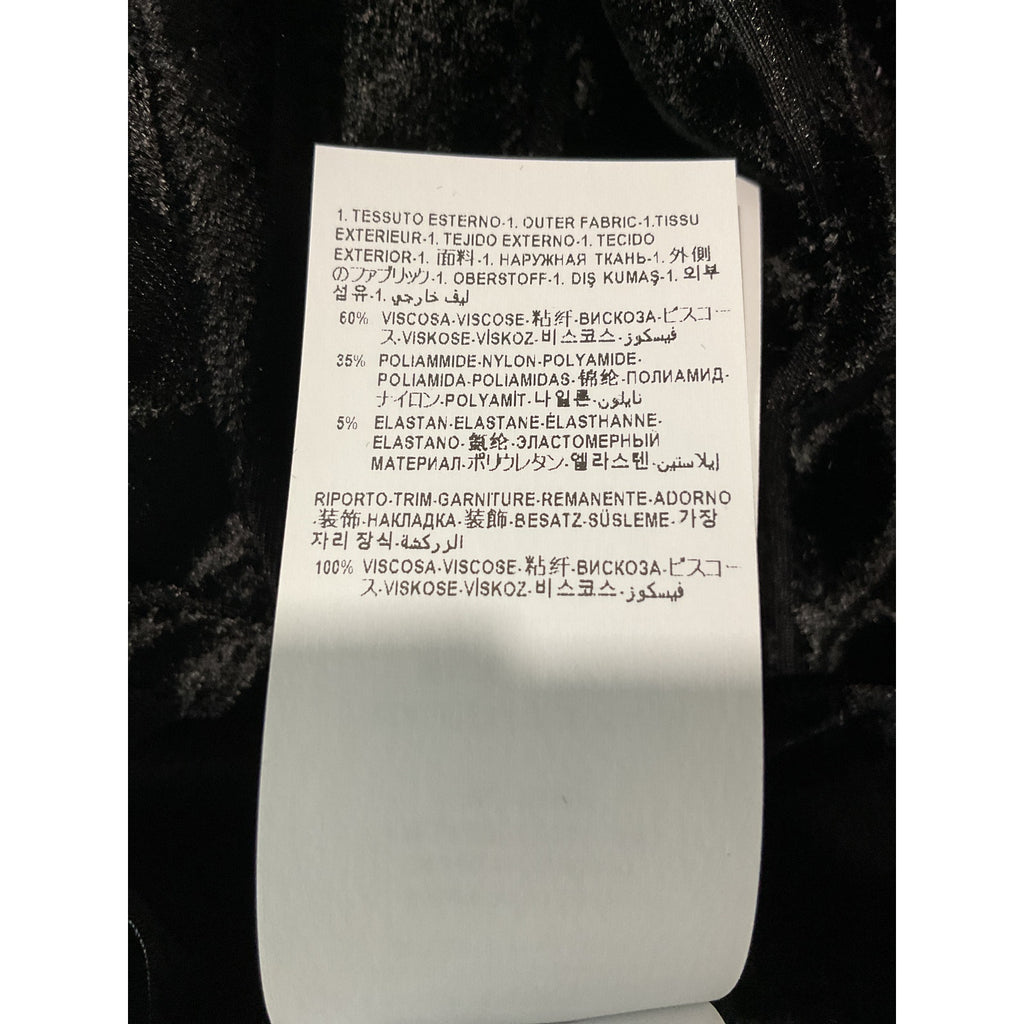 1. TESSUTO ESTERNO-1. OUTER FABRIC-1.TISSU
EXTERIEUR-1. TEJIDO EXTERNO-1. TECIDO
EXTERIOR-1. 面料-1. НАРУЖНАЯ ТКАНЬ-1. 外側
のファブリック-1. OBERSTOFF-1. DIŞ KUMAŞ-1. 외부
섬유-1. ليف خارجي
60% VISCOSA-VISCOSE-粘纤-ВИСКОЗА-ビスコー
ス-VISKOSE-VİSKOZ-비스코스-فيسكوز
35% POLIAMMIDE-NYLON-POLYAMIDE-
POLIAMIDA-POLIAMIDAS-锦纶-ПОЛИАМИД-
ナイロン-POLYAMİT-나일론-نايلون
5% ELASTAN-ELASTANE-ÉLASTHANNE-
ELASTANO-氨纶-ЭЛАСТОМЕРНЫЙ
МАТЕРИАЛ-ポリウレタン-엘라스텐-إيلاستين
RIPORTO-TRIM-GARNITURE-REMANENTE-ADORNO
-装饰-НАКЛАДКА-装飾-BESATZ-SÜSLEME-가장
자리 장식-الزركشة
100% VISCOSA-VISCOSE-粘纤-ВИСКОЗА-ビスコー
ス-VISKOSE-VİSKOZ-비스코스-فيسكوز